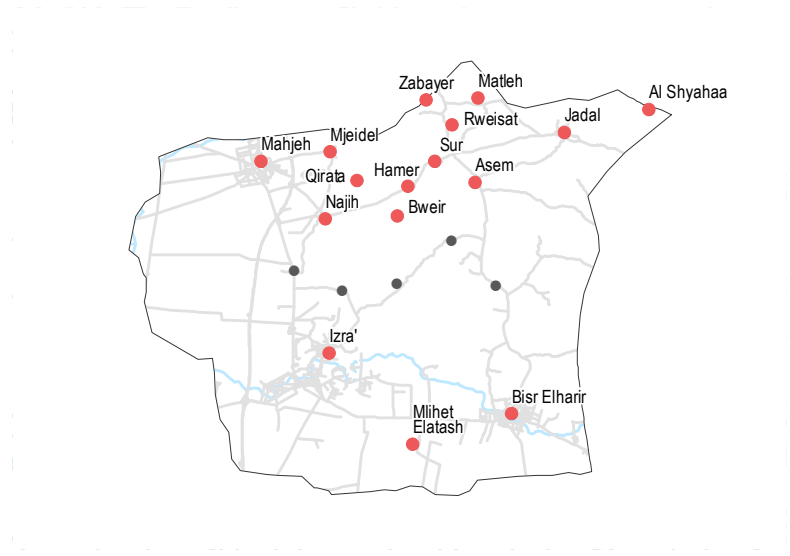 Zabayer
Matleh
Al Shyahaa
Rweisat
Jadal
Mjeidel
Mahjeh
Sur
Qirata
Hamer
Asem
Najih
Bweir
Izra'
Bisr Elharir
Mlihet
Elatash